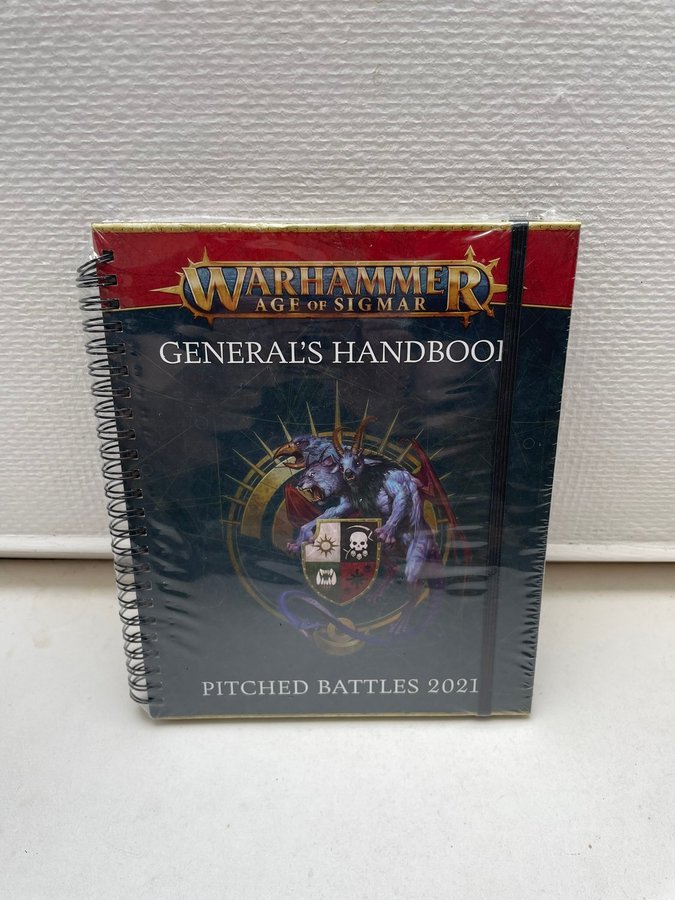 WARHAMMER
AGE OF SIGMAR
GENERAL'S HANDBOO
PITCHED BATTLES 2021